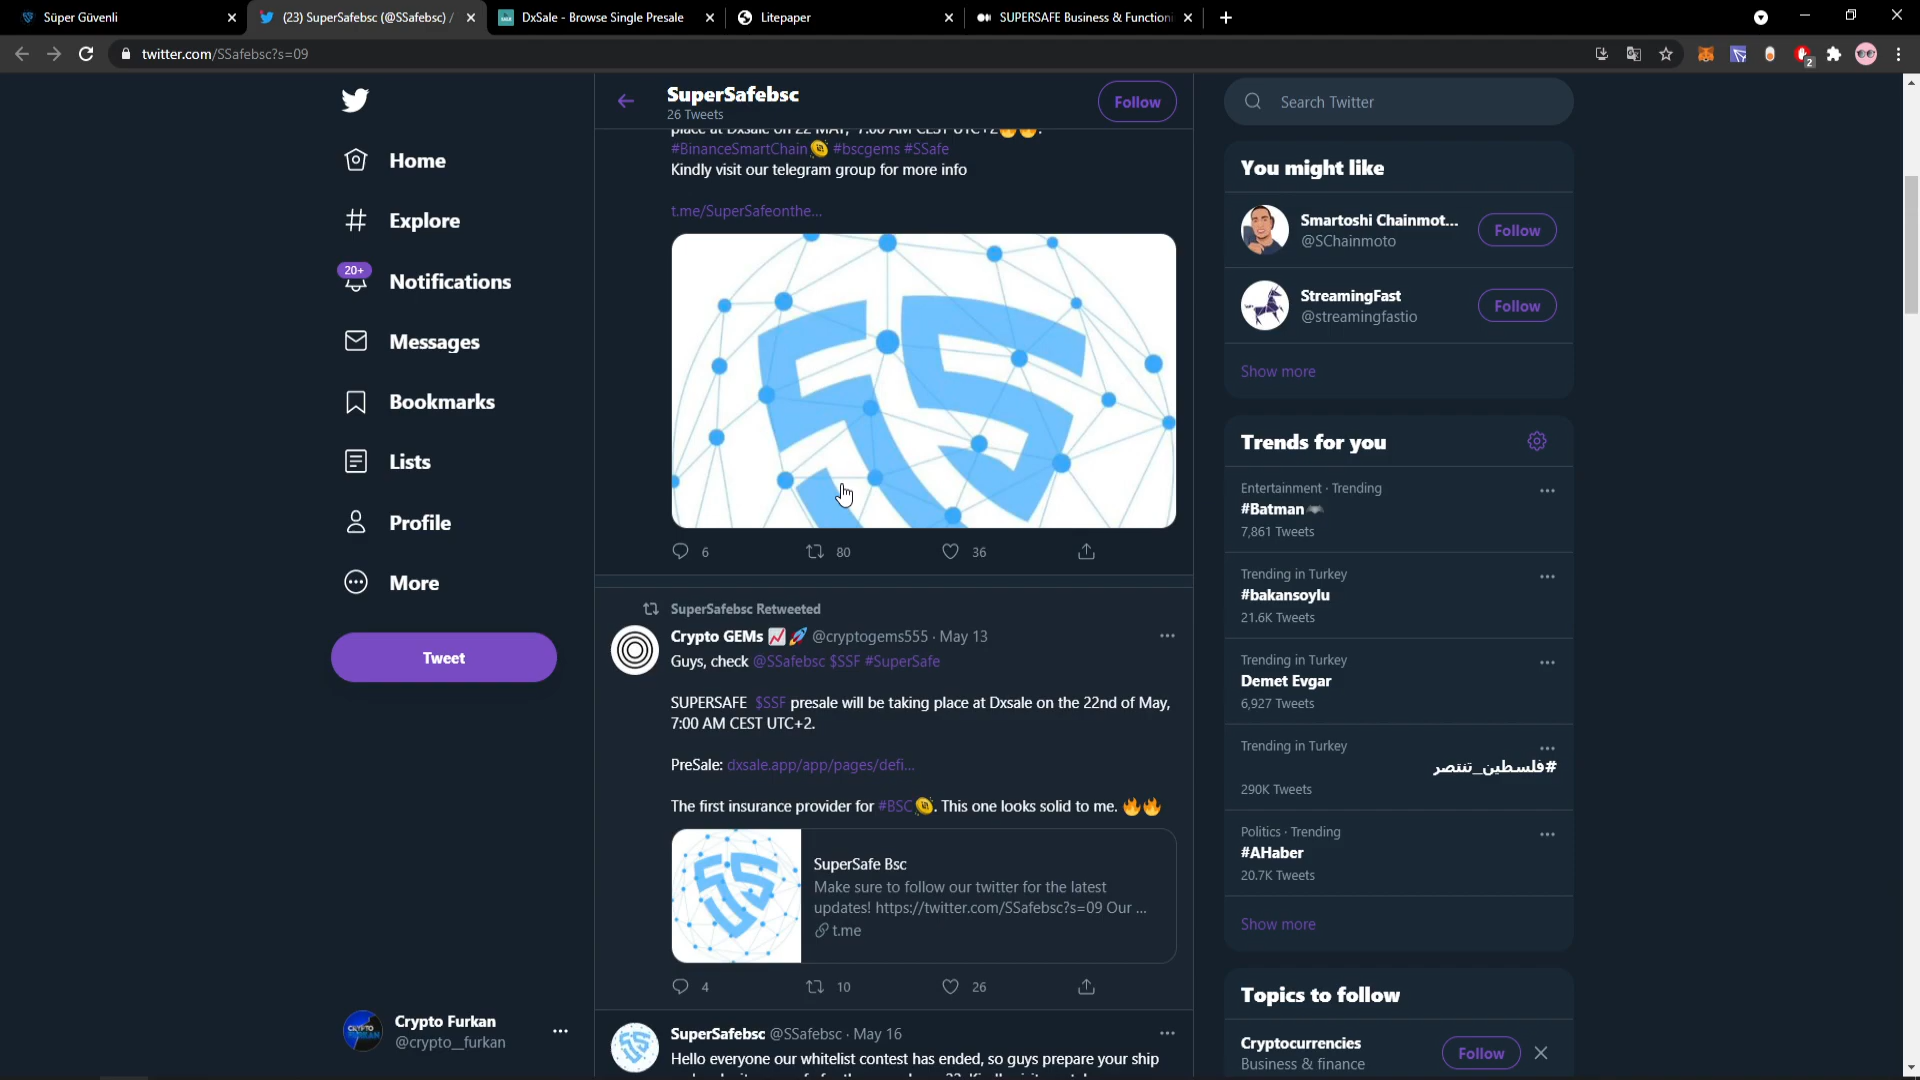 Süper Güvenli
(23) SuperSafebsc (@SSafebsc) /
DxSale - Browse Single Presale
Litepaper
SUPERSAFE Business & Function
twitter.com/SSafebsc?s=09
2
Home
Explore
20+
Notifications
Messages
Bookmarks
Lists
Profile
More
Tweet
Crypto Furkan
@crypto__furkan
SuperSafebsc
26 Tweets
Follow
place at Dxsale on 22 MAY, 7:00 AM CEST UTC+2🔥🔥.
#BinanceSmartChain #bscgems #SSafe
Kindly visit our telegram group for more info
t.me/SuperSafeonthe...
6
80
36
SuperSafebsc Retweeted
Crypto GEMs 📈🚀 @cryptogems555 · May 13
Guys, check @SSafebsc $SSF #SuperSafe
SUPERSAFE $SSF presale will be taking place at Dxsale on the 22nd of May,
7:00 AM CEST UTC+2.
PreSale: dxsale.app/app/pages/defi...
The first insurance provider for #BSC. This one looks solid to me. 🔥🔥
SuperSafe Bsc
Make sure to follow our twitter for the latest
updates! https://twitter.com/SSafebsc?s=09 Our ...
t.me
4
10
26
SuperSafebsc @SSafebsc · May 16
Hello everyone our whitelist contest has ended, so guys prepare your ship
Search Twitter
You might like
Smartoshi Chainmot...
@SChainmoto
Follow
StreamingFast
@streamingfastio
Follow
Show more
Trends for you
Entertainment · Trending
#Batman
7,861 Tweets
Trending in Turkey
#bakansoylu
21.6K Tweets
Trending in Turkey
Demet Evgar
6,927 Tweets
Trending in Turkey
#فلسطين_تنتصر
290K Tweets
Politics · Trending
#AHaber
20.7K Tweets
Show more
Topics to follow
Cryptocurrencies
Business & finance
Follow